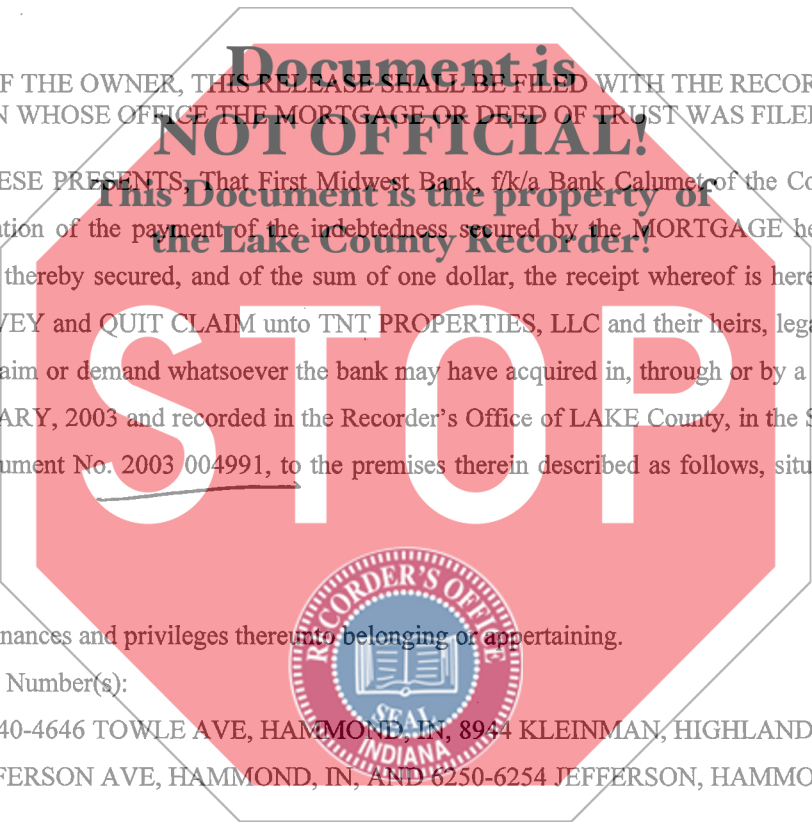 Document is
F THE OWNER, THIS RELEASE SHALL BE FILED WITH THE RECOR
N WHOSE OFFICE THE MORTGAGE OR DEED OF TRUST WAS FILE
NOT OFFICIAL!
ESE PRESENTS, That First Midwest Bank, f/k/a Bank Calumet of the Co
This Document is the property of
ation of the payment of the indebtedness secured by the MORTGAGE he
the Lake County Recorder!
thereby secured, and of the sum of one dollar, the receipt whereof is here
VEY and QUIT CLAIM unto TNT PROPERTIES, LLC and their heirs, lega
aim or demand whatsoever the bank may have acquired in, through or by a
ARY, 2003 and recorded in the Recorder's Office of LAKE County, in the S
ument No. 2003 004991, to the premises therein described as follows, situ
STOP
nances and privileges thereunto belonging or appertaining.
Number(s):
40-4646 TOWLE AVE, HAMMOND, IN, 8944 KLEINMAN, HIGHLAND
FERSON AVE, HAMMOND, IN, AND 6250-6254 JEFFERSON, HAMMO
RECORDER'S OFFICE
SEAL
INDIANA